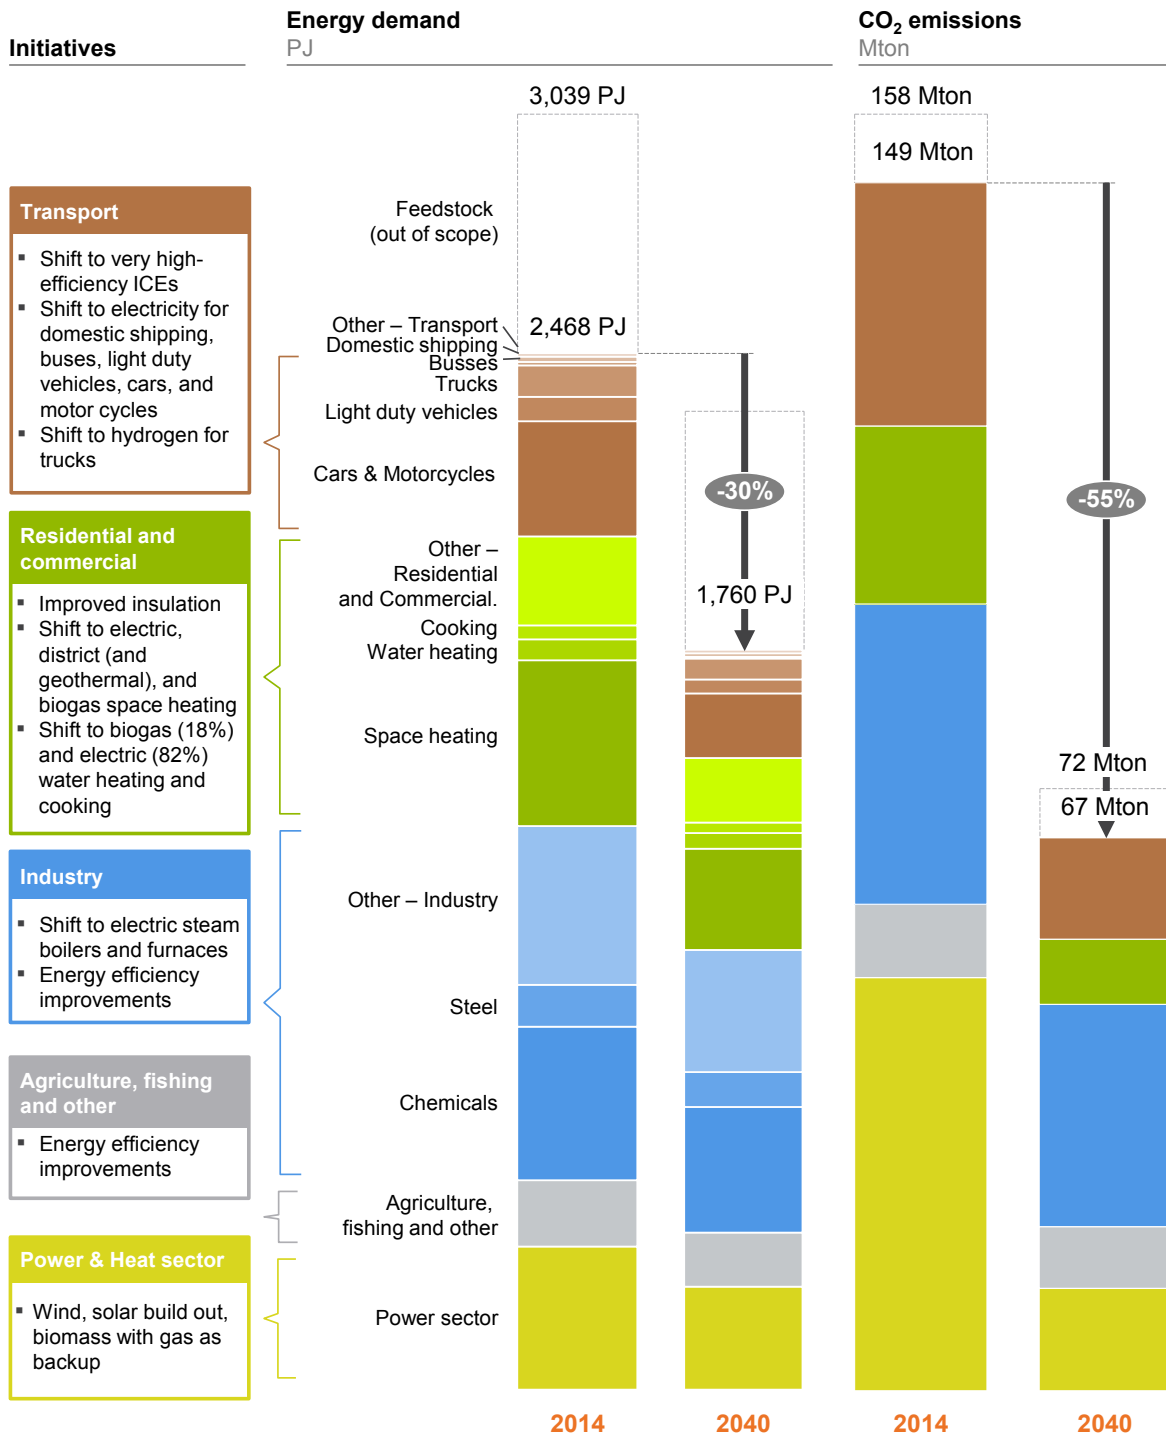 Initiatives
Energy demand
PJ
CO2 emissions
Mton
3,039 PJ
158 Mton
149 Mton
Transport
▪ Shift to very high-
efficiency ICEs
▪ Shift to electricity for
domestic shipping,
buses, light duty
vehicles, cars, and
motor cycles
▪ Shift to hydrogen for
trucks
Residential and
commercial
▪ Improved insulation
▪ Shift to electric,
district (and
geothermal), and
biogas space heating
▪ Shift to biogas (18%)
and electric (82%)
water heating and
cooking
Industry
▪ Shift to electric steam
boilers and furnaces
▪ Energy efficiency
improvements
Agriculture, fishing
and other
▪ Energy efficiency
improvements
Power & Heat sector
▪ Wind, solar build out,
biomass with gas as
backup
Feedstock
(out of scope)
2,468 PJ
Other – Transport
Domestic shipping
Busses
Trucks
Light duty vehicles
Cars & Motorcycles
Other –
Residential
and Commercial.
Cooking
Water heating
Space heating
Other – Industry
Steel
Chemicals
Agriculture,
fishing and other
Power sector
-30%
1,760 PJ
-55%
72 Mton
67 Mton
2014
2040
2014
2040